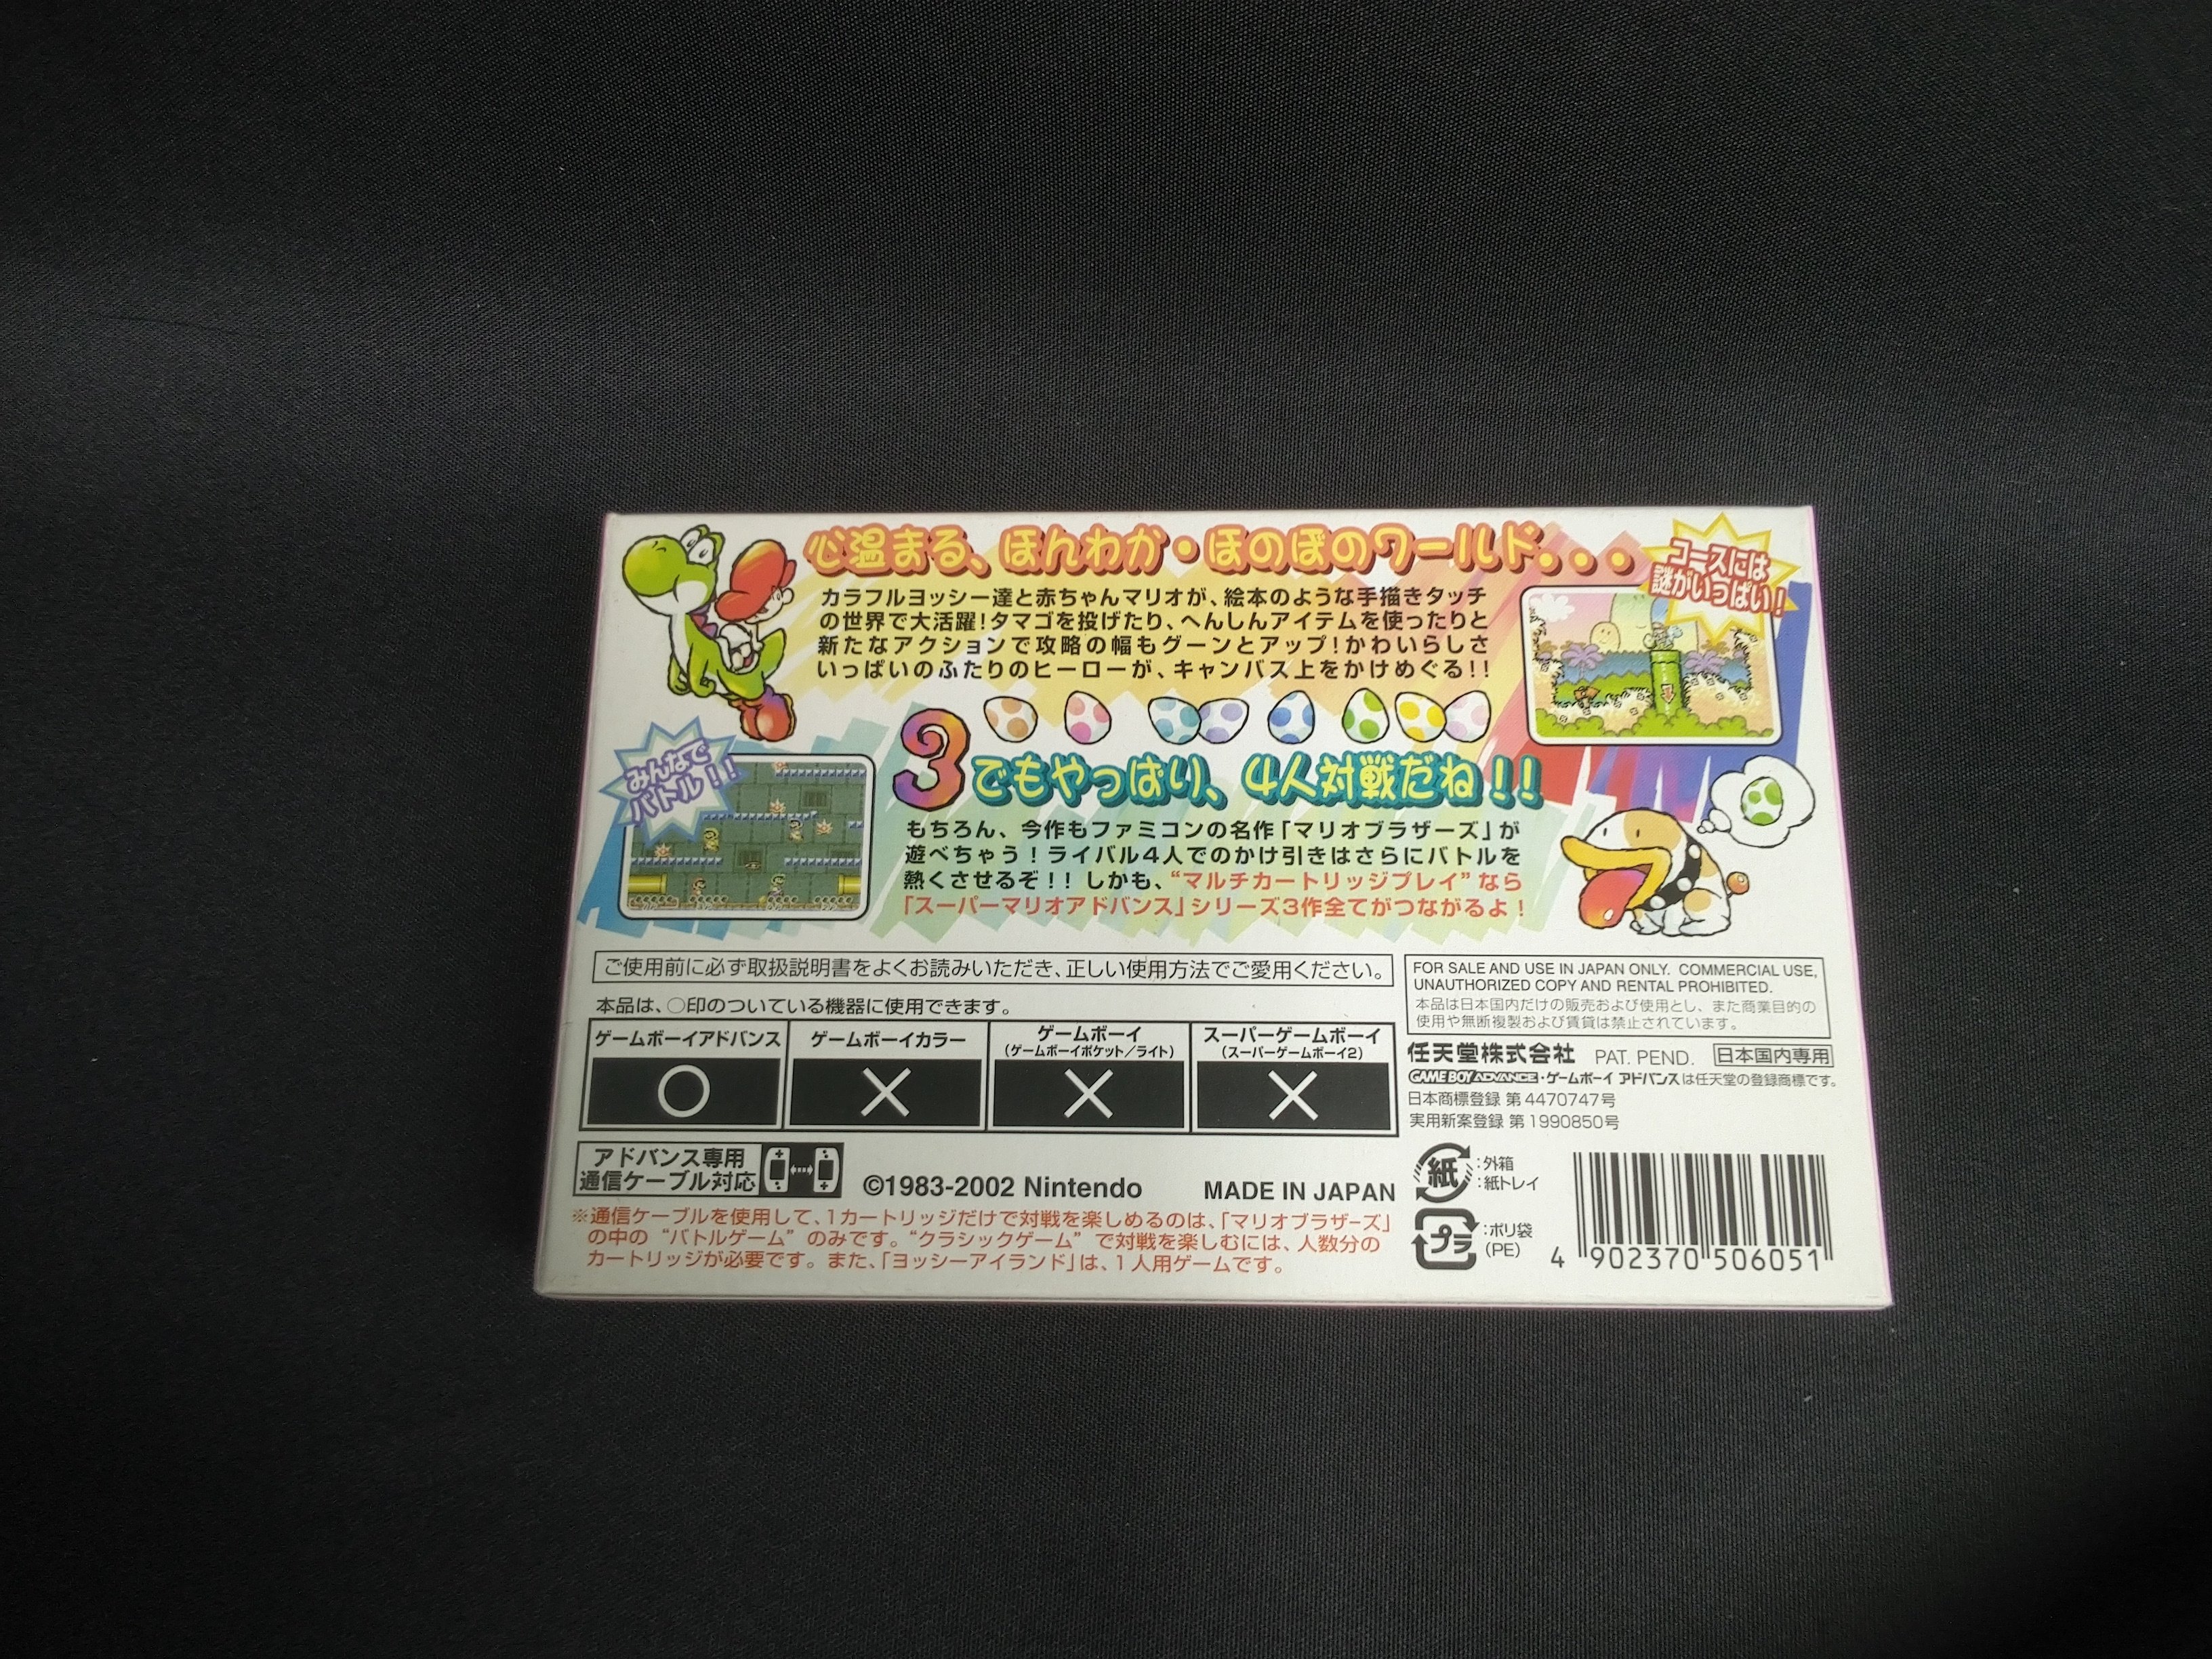 心温まる、ほんわか・ほのぼのワールド...
コースには
謎がいっぱい!
カラフルヨッシー達と赤ちゃんマリオが、絵本のような手描きタッチ
の世界で大活躍!タマゴを投げたり、へんしんアイテムを使ったりと
新たなアクションで攻略の幅もグーンとアップ!かわいらしさ
いっぱいのふたりのヒーローが、キャンバス上をかけめぐる!!
みんなで
バトル!!
3でもやっぱり、4人対戦だね!!
もちろん、今作もファミコンの名作「マリオブラザーズ」が
遊べちゃう!ライバル4人でのかけ引きはさらにバトルを
熱くさせるぞ!!しかも、“マルチカートリッジプレイ”なら
「スーパーマリオアドバンス」シリーズ3作全てがつながるよ!
ご使用前に必ず取扱説明書をよくお読みいただき、正しい使用方法でご愛用ください。
本品は、○印のついている機器に使用できます。
ゲームボーイアドバンス
ゲームボーイカラー
ゲームボーイ
(ゲームボーイポケット/ライト)
スーパーゲームボーイ
(スーパーゲームボーイ2)
○ × × ×
FOR SALE AND USE IN JAPAN ONLY. COMMERCIAL USE,
UNAUTHORIZED COPY AND RENTAL PROHIBITED.
本品は日本国内だけの販売および使用とし、また商業目的の
使用や無断複製および賃貸は禁止されています。
任天堂株式会社 PAT. PEND. 日本国内専用
GAME BOY ADVANCE・ゲームボーイ アドバンスは任天堂の登録商標です。
日本商標登録 第4470747号
実用新案登録 第1990850号
アドバンス専用
通信ケーブル対応
©1983-2002 Nintendo MADE IN JAPAN
※通信ケーブルを使用して、1カートリッジだけで対戦を楽しめるのは、「マリオブラザーズ」
の中の“バトルゲーム”のみです。“クラシックゲーム”で対戦を楽しむには、人数分の
カートリッジが必要です。また、「ヨッシーアイランド」は、1人用ゲームです。
紙
:外箱
:紙トレイ
プラ
:ポリ袋
(PE)
4 902370 506051